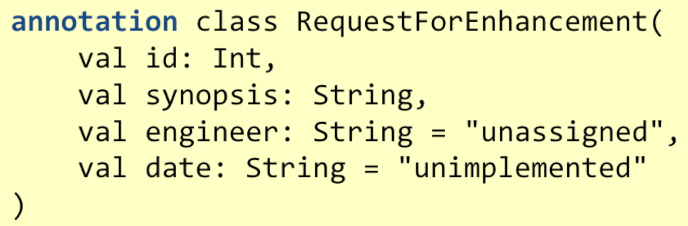 annotation class RequestForEnhancement(
    val id: Int,
    val synopsis: String,
    val engineer: String = "unassigned",
    val date: String = "unimplemented"
)